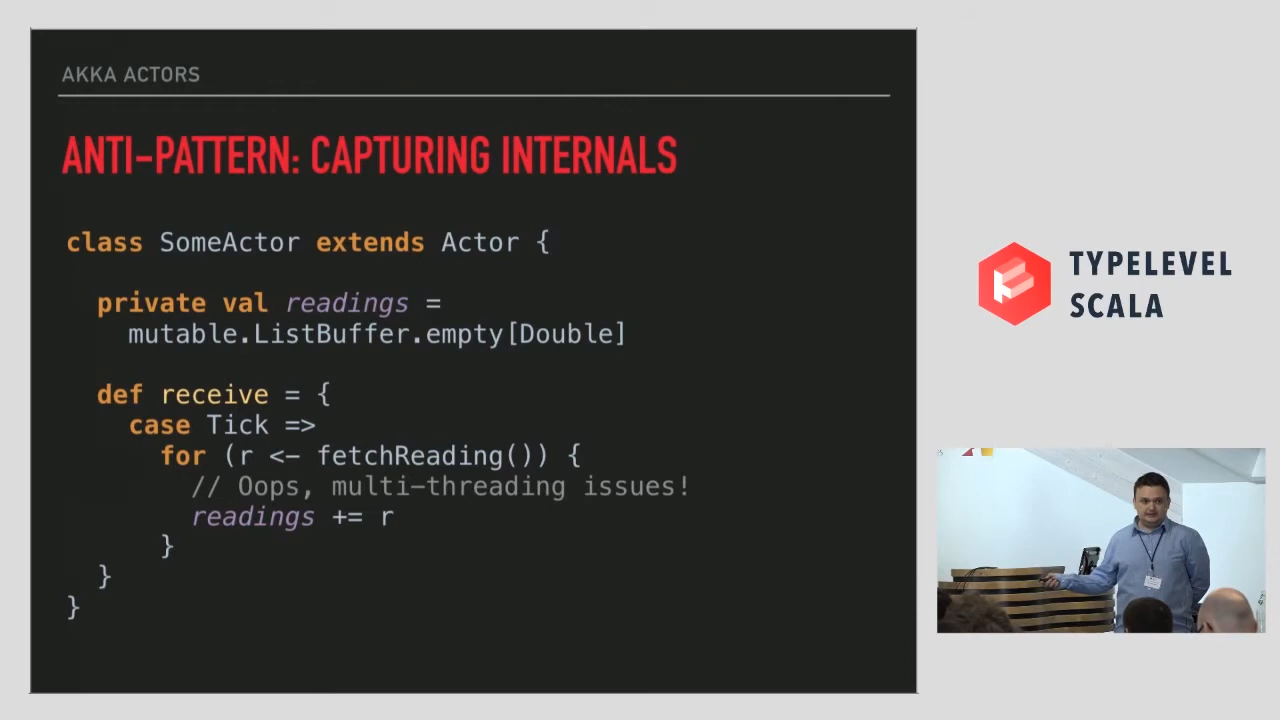 AKKA ACTORS
ANTI-PATTERN: CAPTURING INTERNALS
class SomeActor extends Actor {
private val readings =
mutable.ListBuffer.empty[Double]
def receive = {
case Tick =>
for (r <- fetchReading()) {
// Oops, multi-threading issues!
readings += r
}
}
}
TYPELEVEL
SCALA